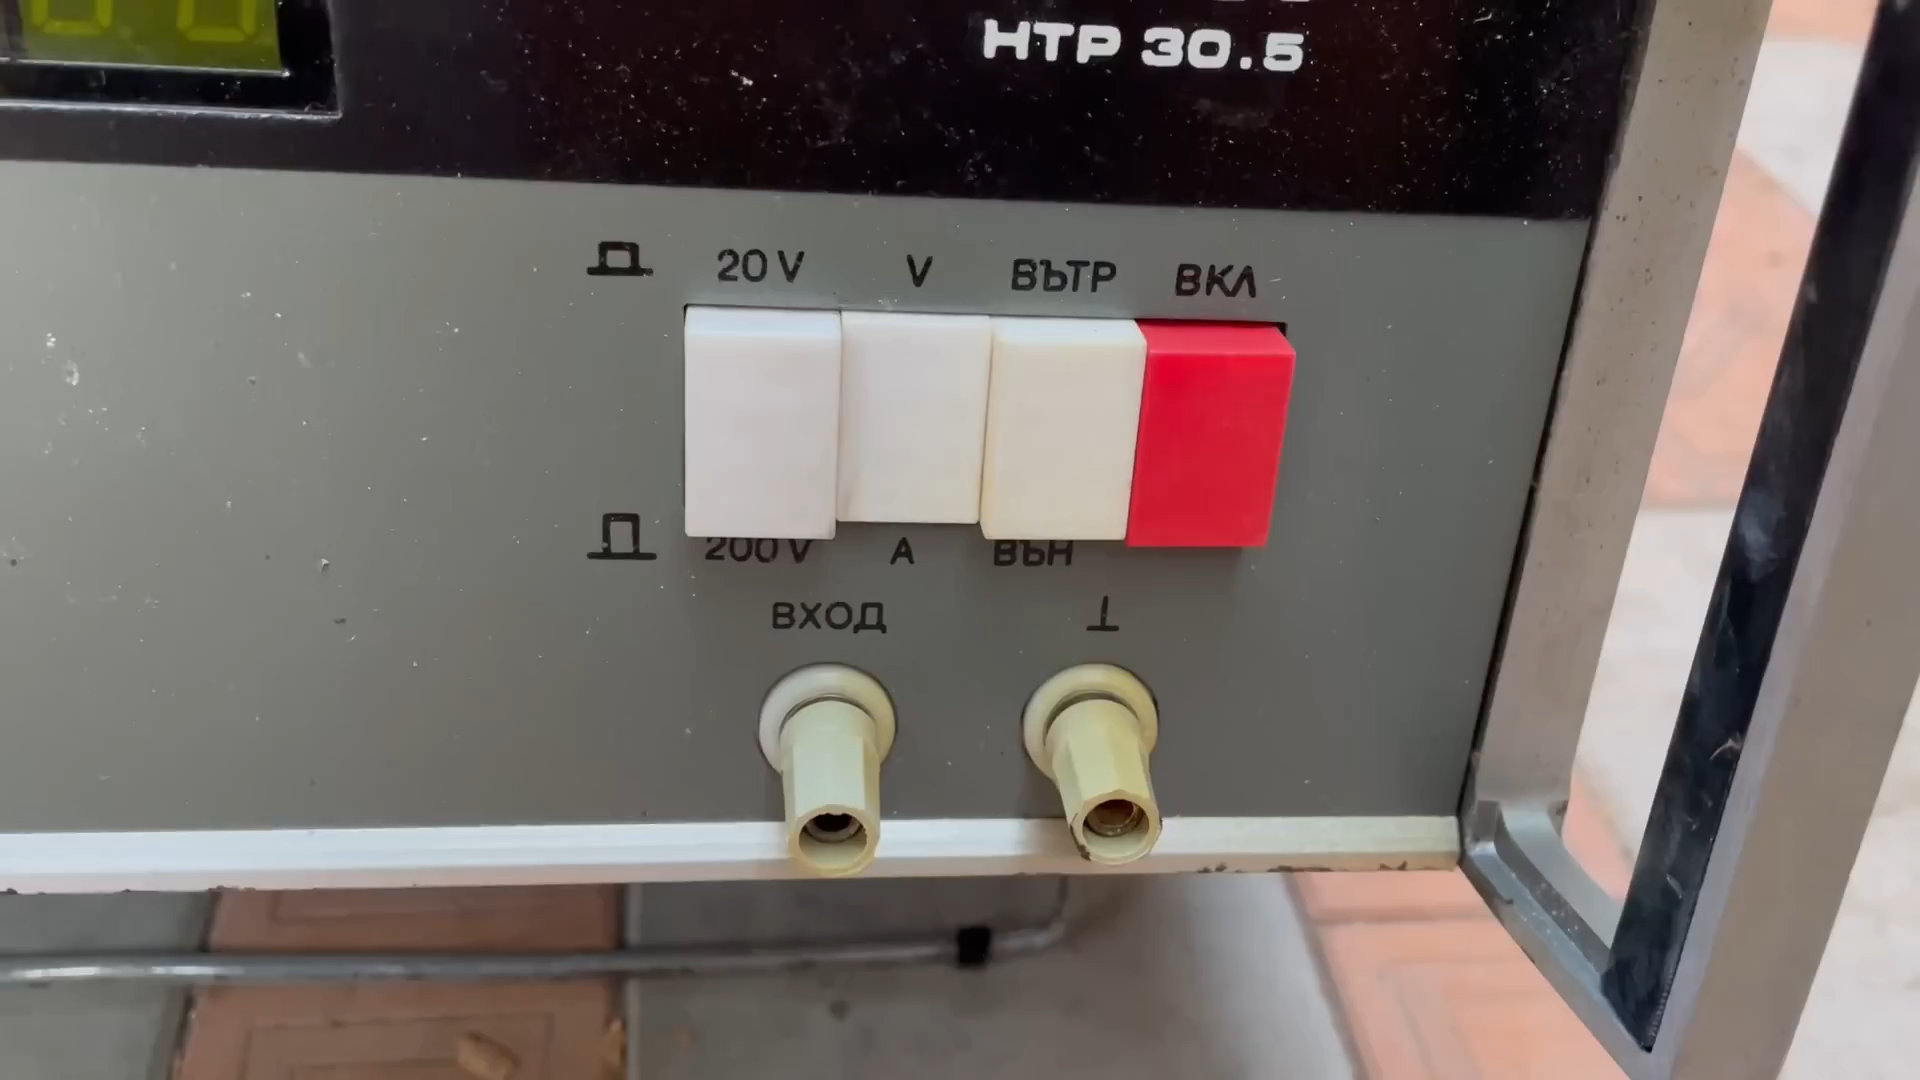 НТР 30.5
20 V V ВЪТР ВКЛ
200 V A ВЪН
ВХОД ⊥